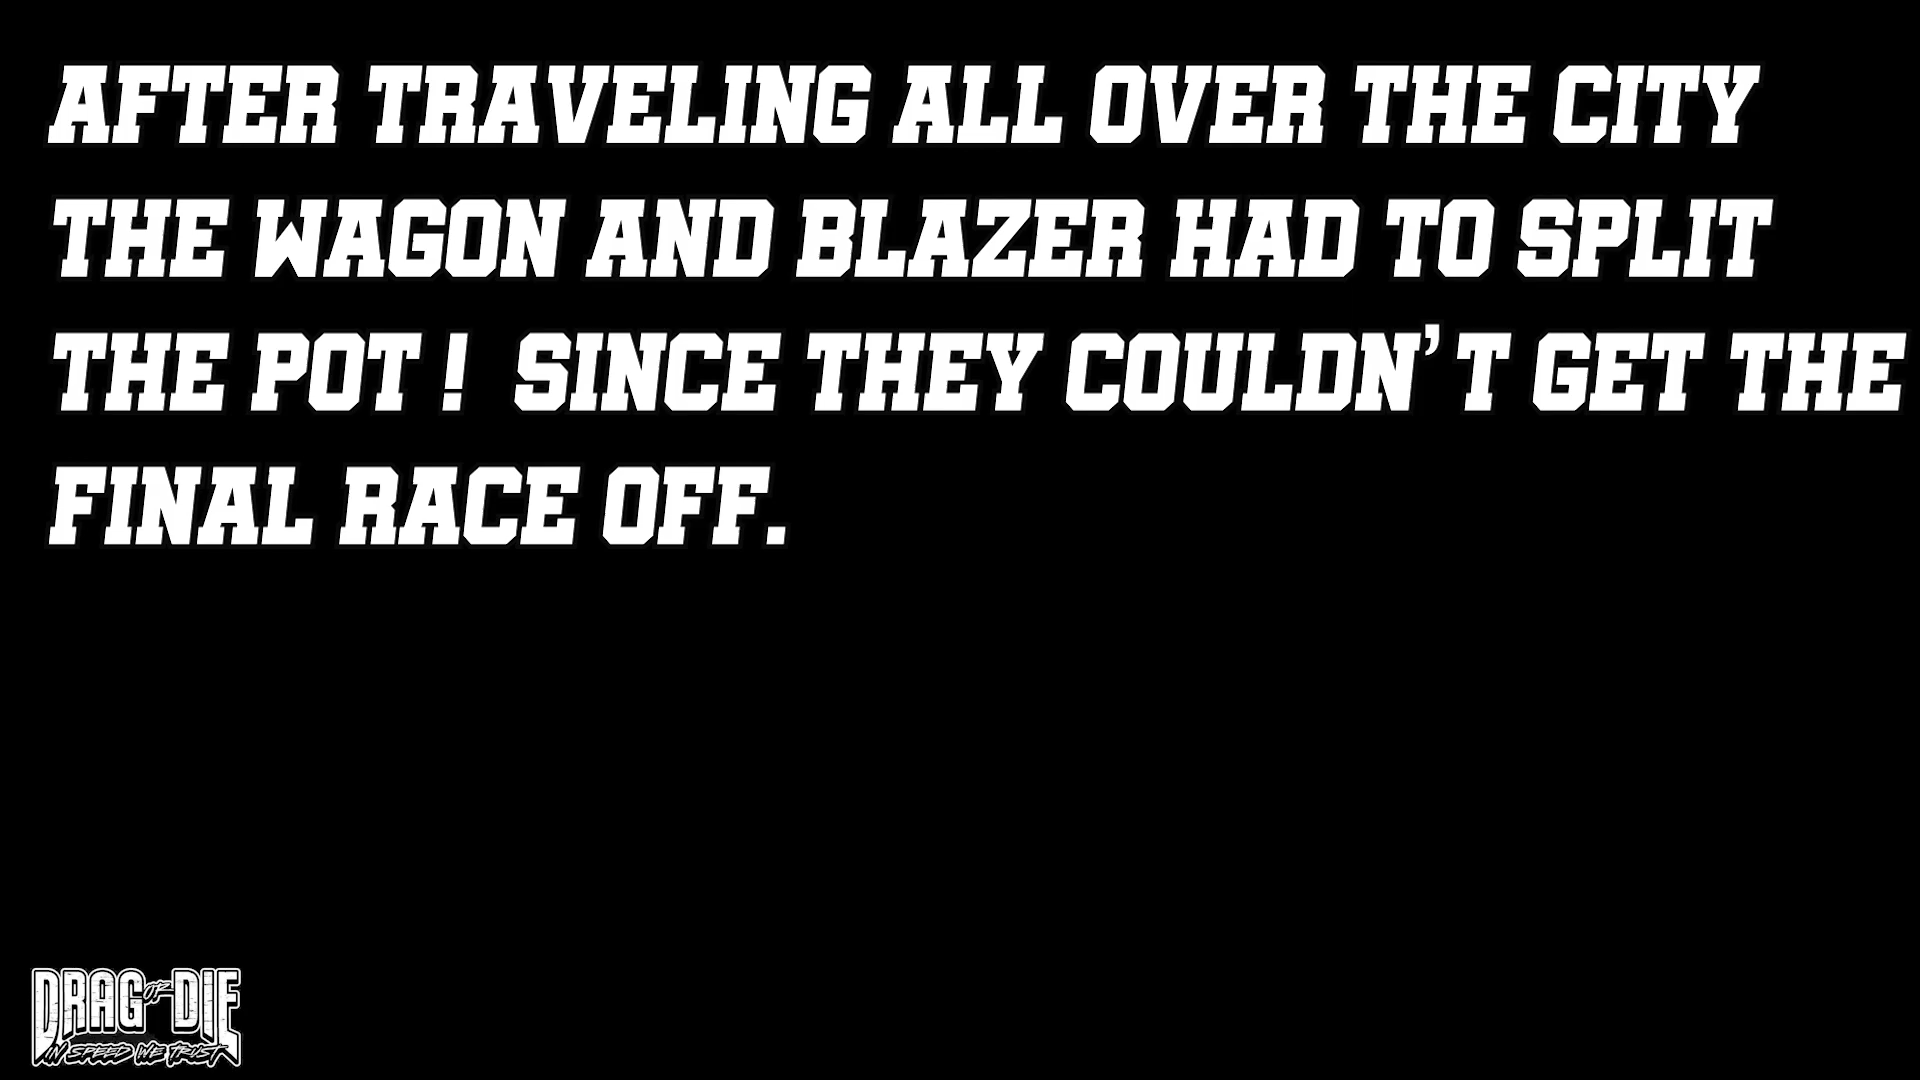 AFTER TRAVELING ALL OVER THE CITY
THE WAGON AND BLAZER HAD TO SPLIT
THE POT! SINCE THEY COULDN'T GET THE
FINAL RACE OFF.
DRAG OR DIE
IN SPEED WE TRUST